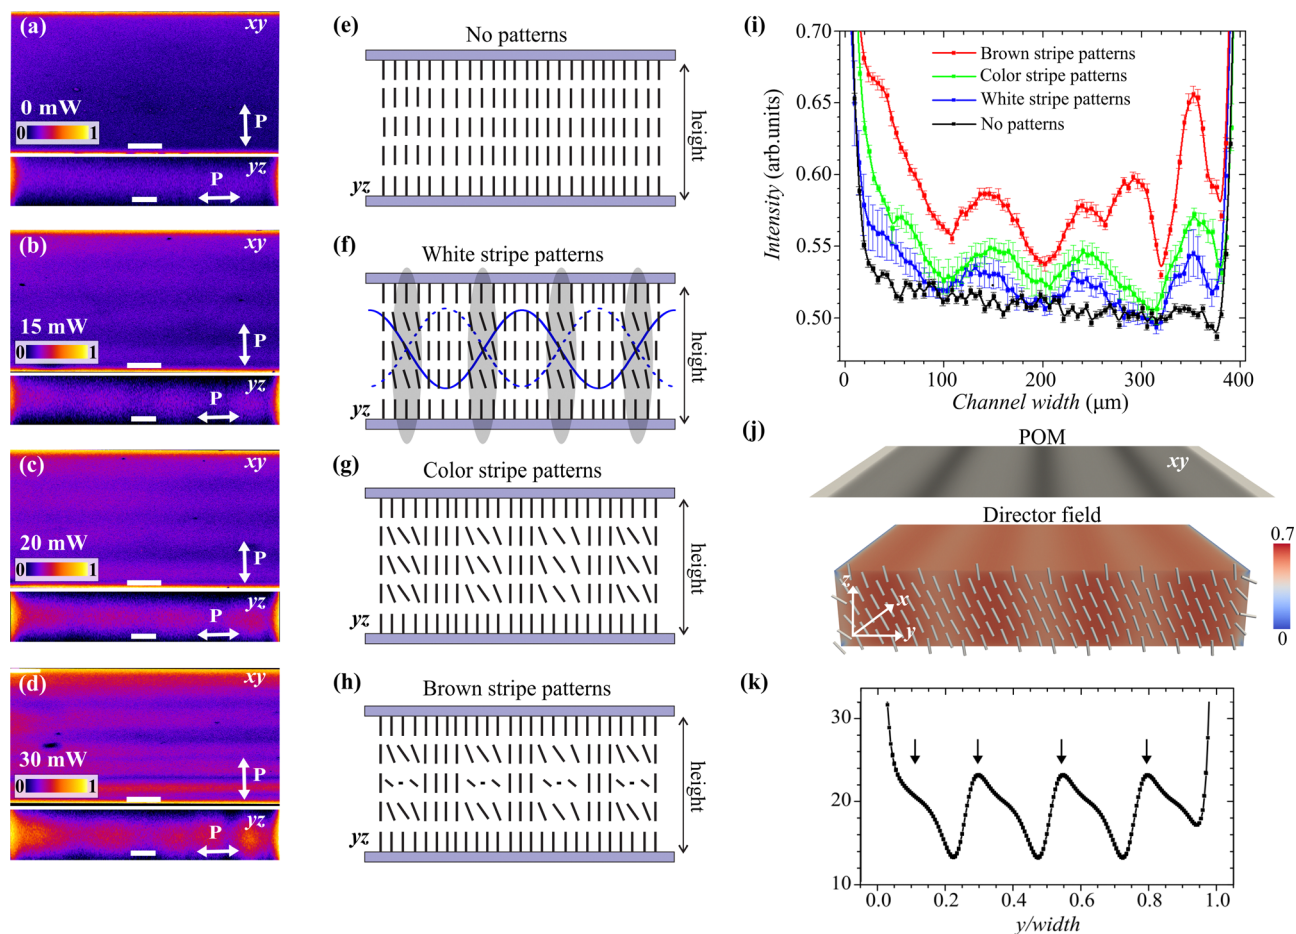 (a)
xy
0 mW
0 1
P
yz
P
(b)
xy
15 mW
0 1
P
yz
P
(c)
xy
20 mW
0 1
P
yz
P
(d)
xy
30 mW
0 1
P
yz
P
(e)
No patterns
height
yz
(f)
White stripe patterns
height
yz
(g)
Color stripe patterns
height
yz
(h)
Brown stripe patterns
height
yz
(i)
0.70
0.65
0.60
0.55
0.50
Intensity (arb.units)
Brown stripe patterns
Color stripe patterns
White stripe patterns
No patterns
0 100 200 300 400
Channel width (μm)
(j)
POM
xy
Director field
0.7
0
z
x
y
(k)
30
20
10
0.0 0.2 0.4 0.6 0.8 1.0
y/width